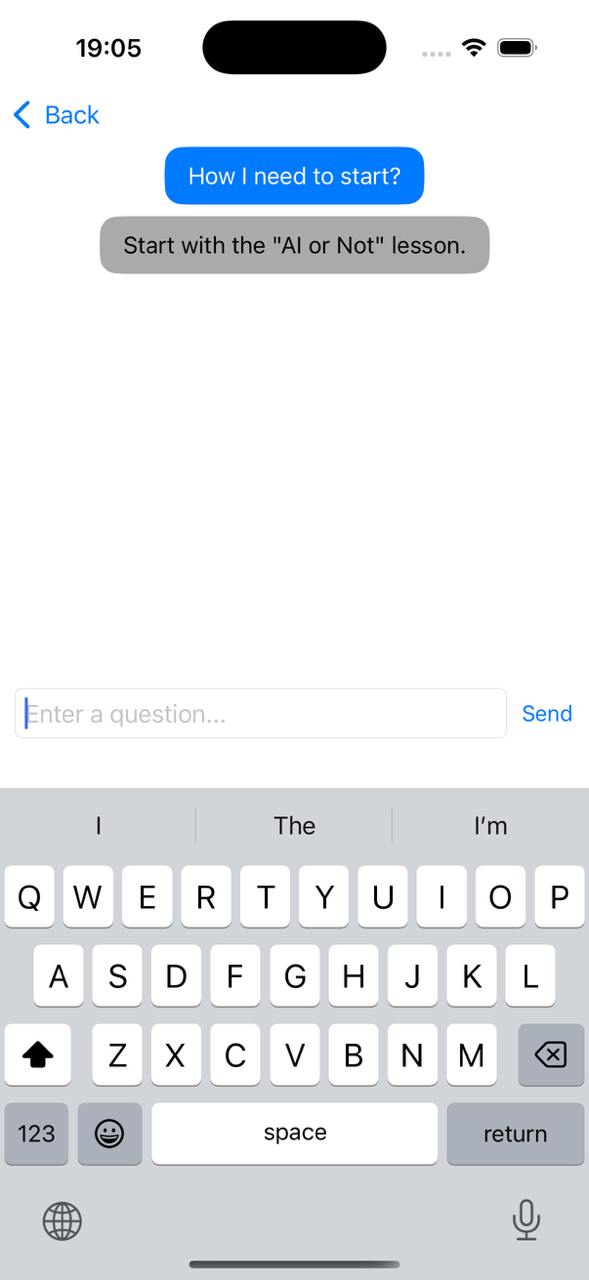 19:05
Back
How I need to start?
Start with the "AI or Not" lesson.
Enter a question...
Send
I The I'm
Q W E R T Y U I O P
A S D F G H J K L
Z X C V B N M
123 space return